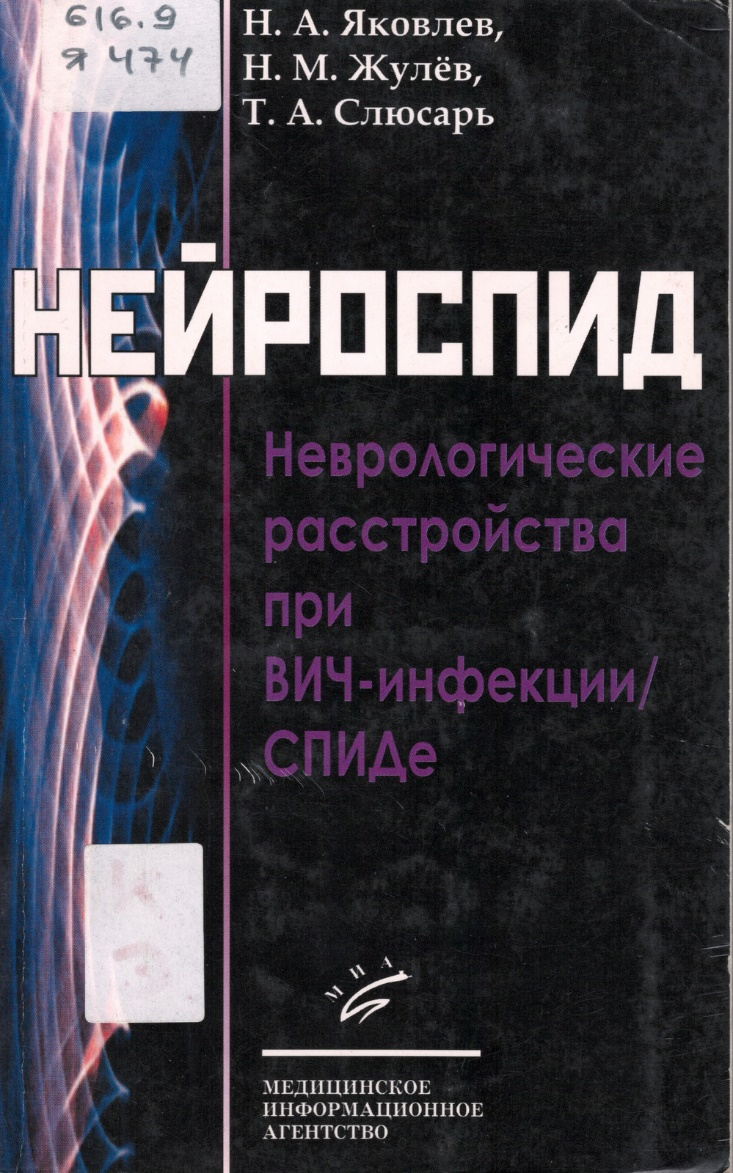 616.9
Я 474
Н. А. Яковлев,
Н. М. Жулёв,
Т. А. Слюсарь
НЕЙРОСПИД
Неврологические
расстройства
при
ВИЧ-инфекции/
СПИДе
МИА
МЕДИЦИНСКОЕ
ИНФОРМАЦИОННОЕ
АГЕНТСТВО